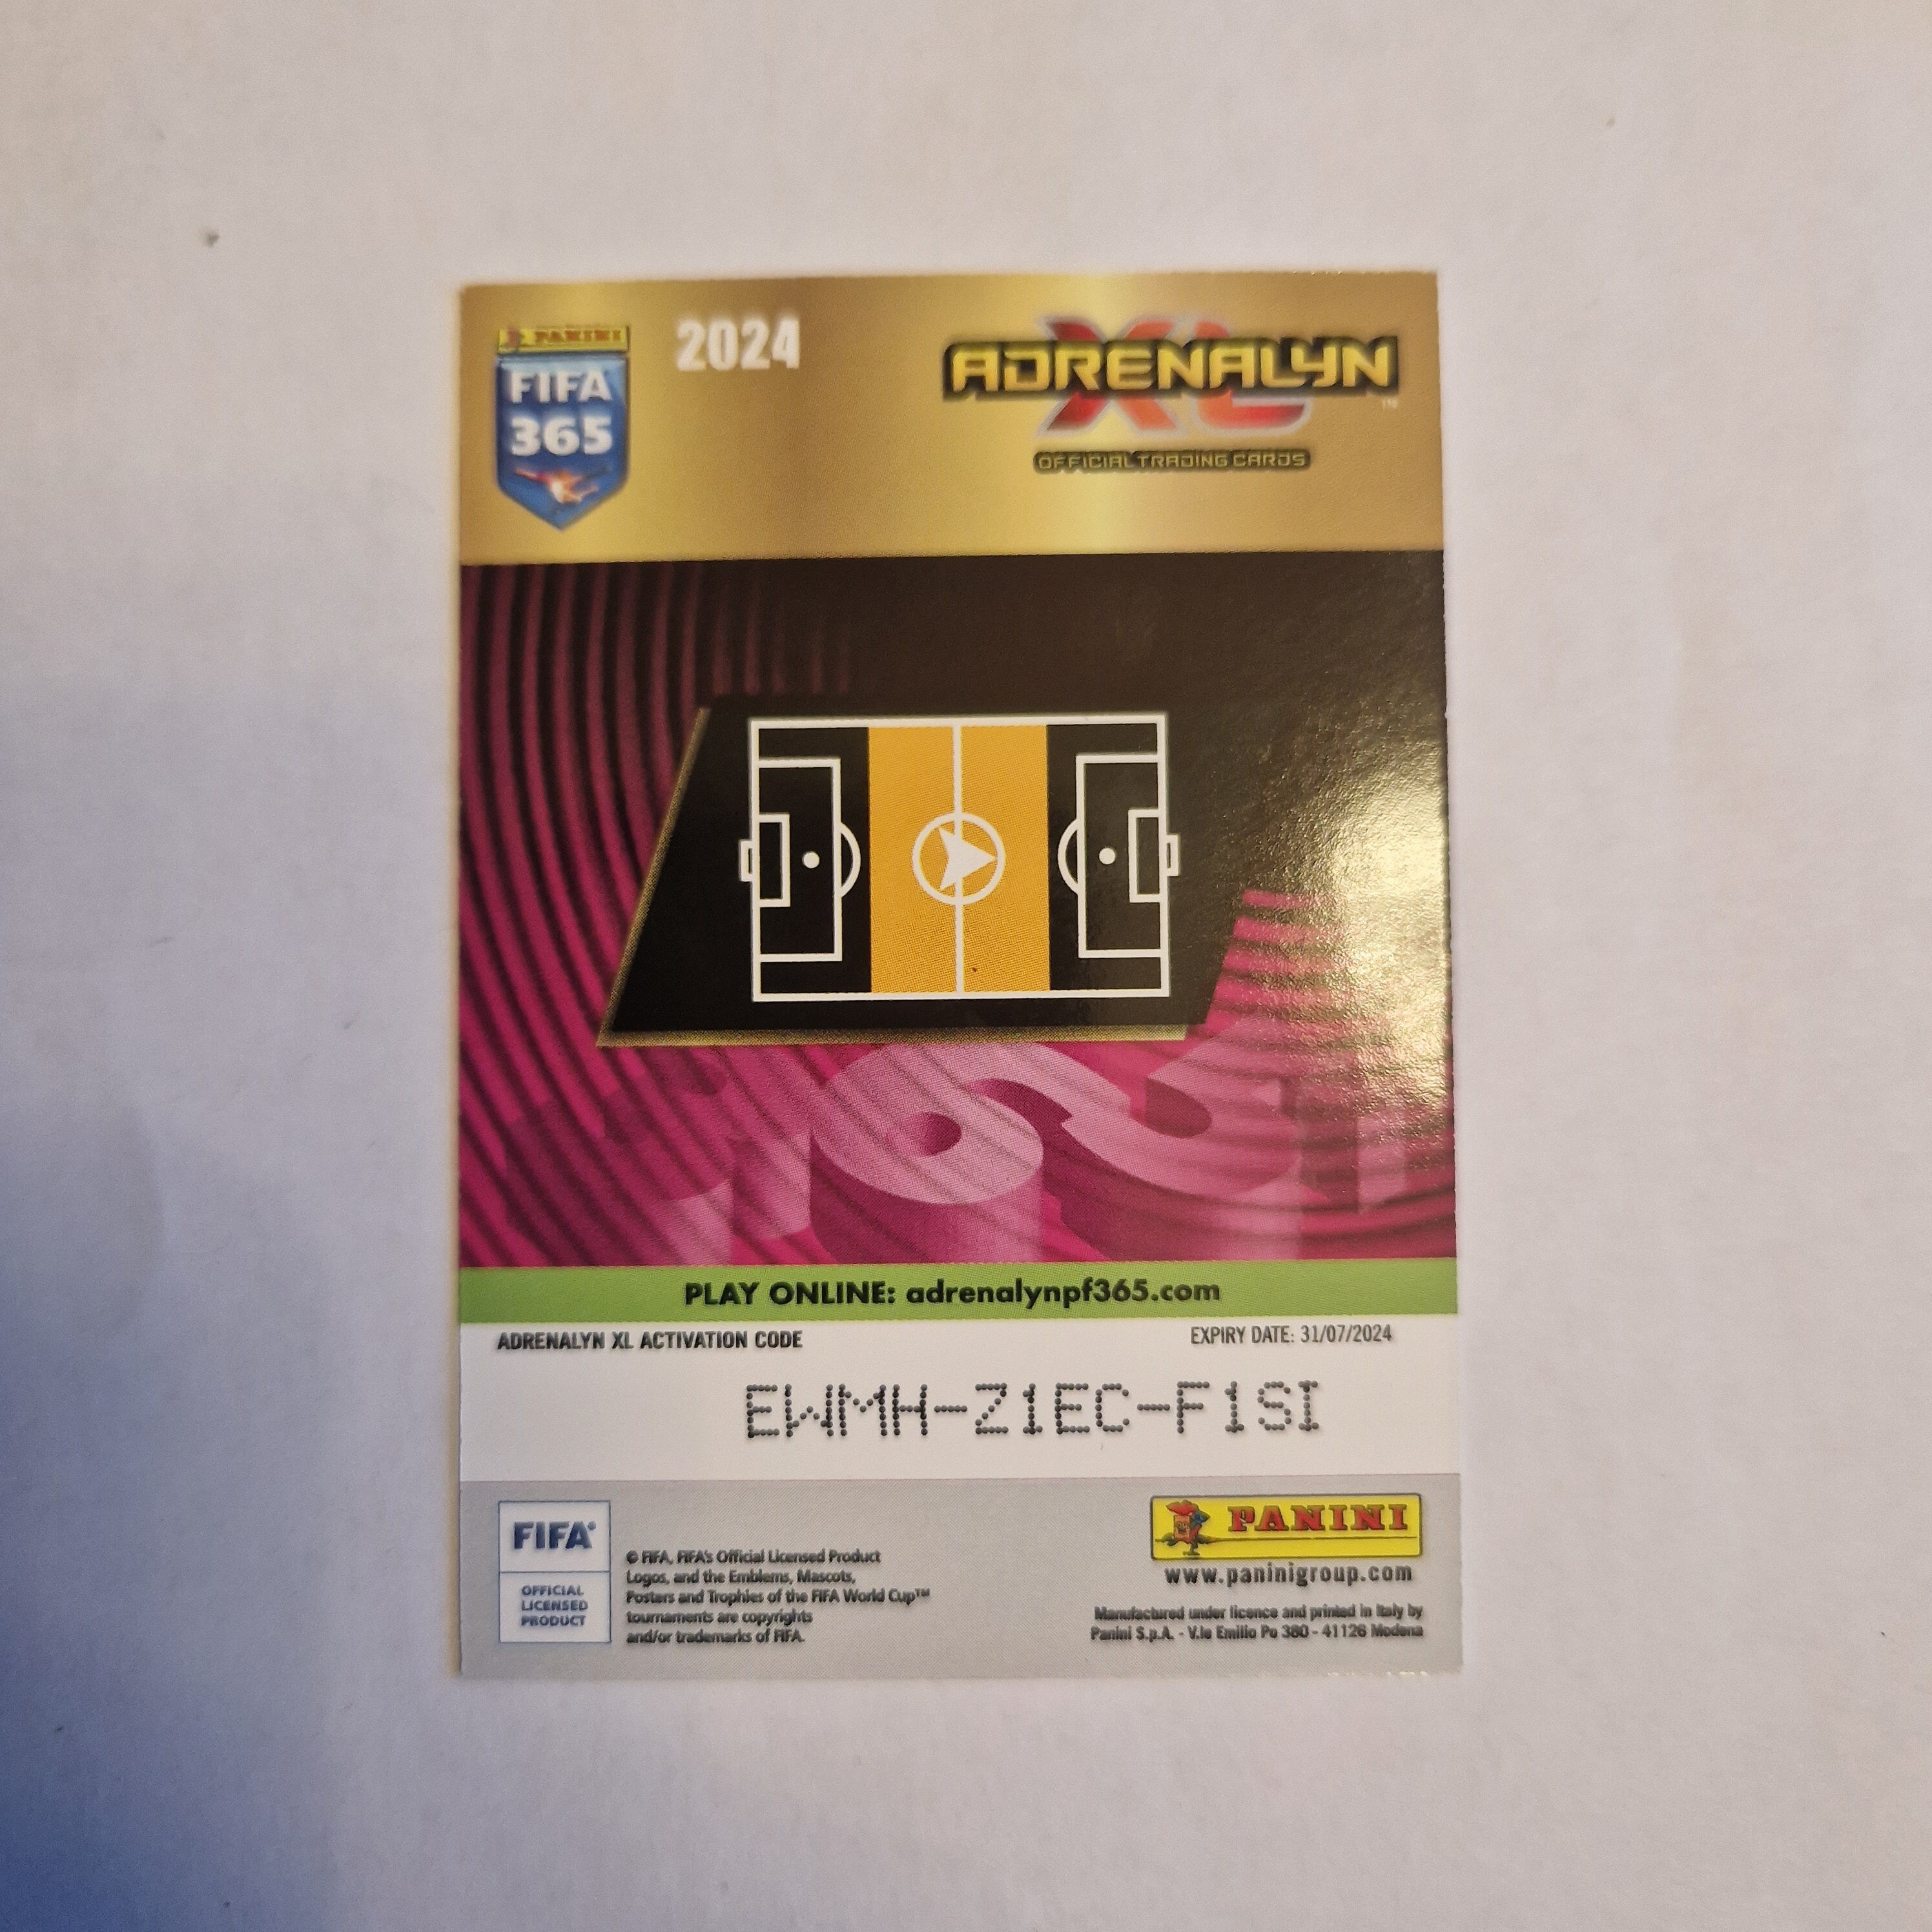 PANINI
FIFA
365
2024
ADRENALYN
XL
™
OFFICIAL TRADING CARDS
365
PLAY ONLINE: adrenalynpf365.com
ADRENALYN XL ACTIVATION CODE
EXPIRY DATE: 31/07/2024
EWMH-Z1EC-F1SI
FIFA®
OFFICIAL
LICENSED
PRODUCT
© FIFA, FIFA's Official Licensed Product
Logos, and the Emblems, Mascots,
Posters and Trophies of the FIFA World Cup™
tournaments are copyrights
and/or trademarks of FIFA.
PANINI
www.paninigroup.com
Manufactured under licence and printed in Italy by
Panini S.p.A. - V.le Emilio Po 380 - 41126 Modena